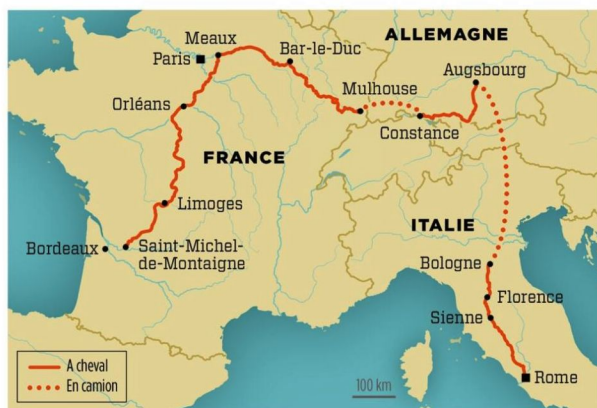 ALLEMAGNE
Meaux
Paris
Bar-le-Duc
Augsbourg
Mulhouse
Orléans
Constance
FRANCE
Limoges
ITALIE
Bordeaux
Saint-Michel-
de-Montaigne
Bologne
Florence
Sienne
A cheval
En camion
100 km
Rome